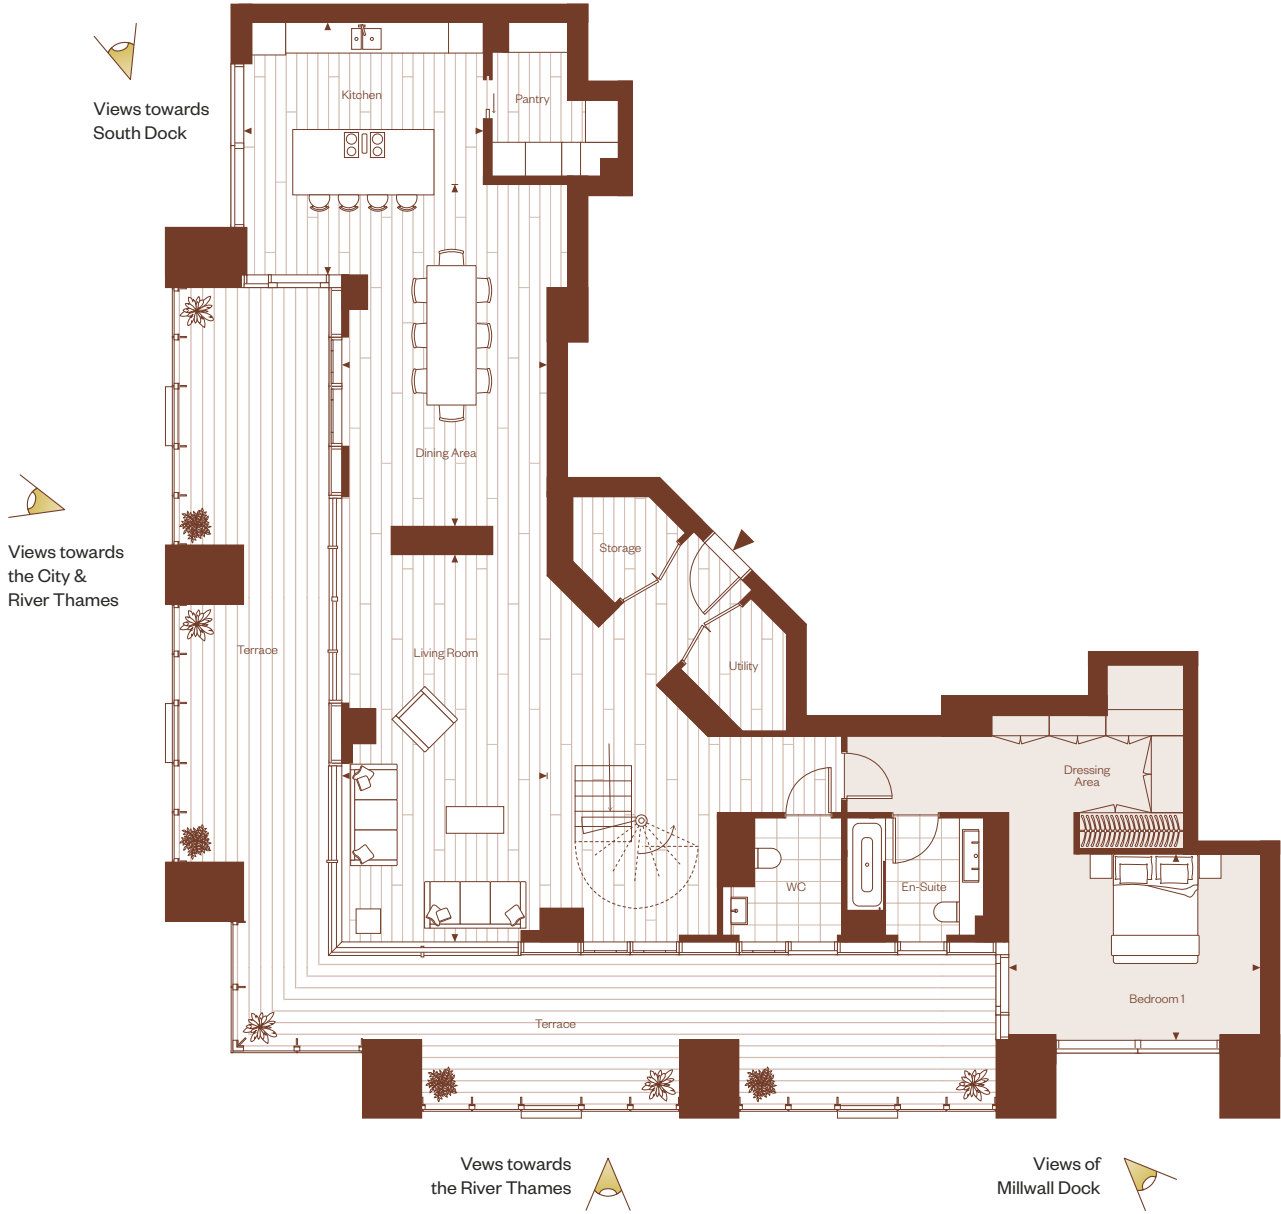 Views towards
South Dock
Kitchen
Pantry
Dining Area
Views towards
the City &
River Thames
Storage
Terrace
Living Room
Utility
Dressing
Area
WC
En-Suite
Bedroom 1
Terrace
Vews towards
the River Thames
Views of
Millwall Dock